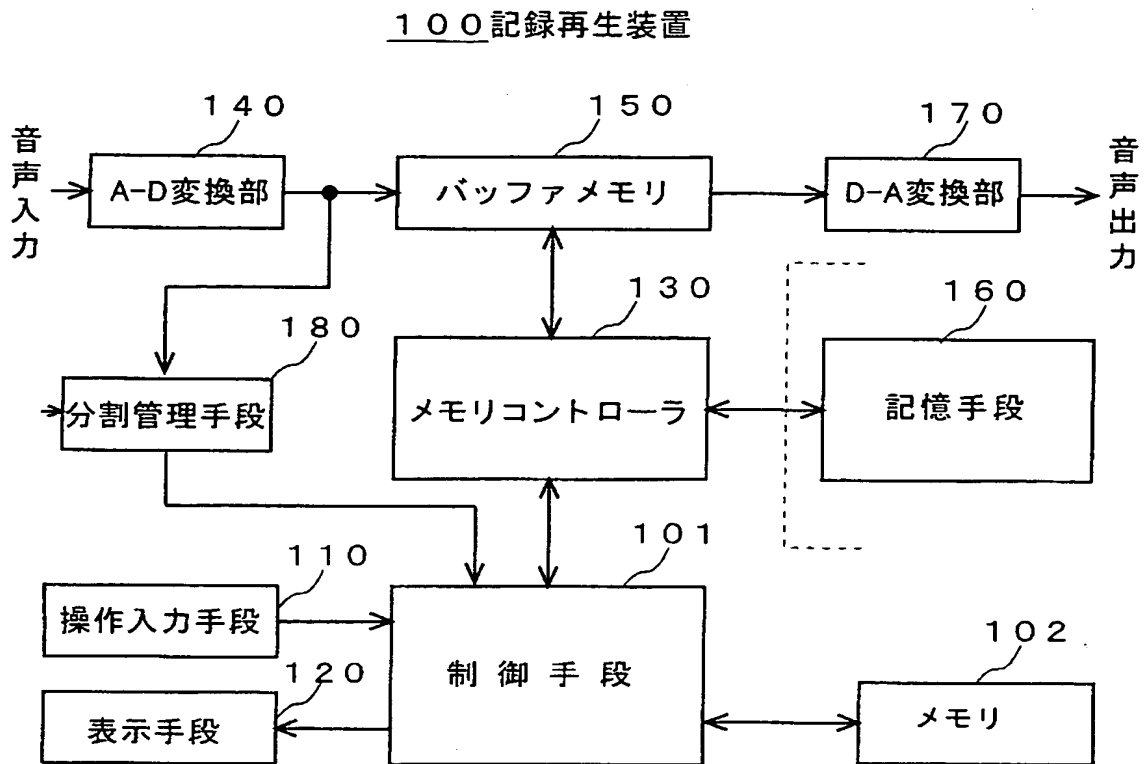 １００記録再生装置
１４０
１５０
１７０
音声入力
A-D変換部
バッファメモリ
D-A変換部
音声出力
１８０
１３０
１６０
分割管理手段
メモリコントローラ
記憶手段
１１０
１０１
操作入力手段
１０２
１２０
制御手段
表示手段
メモリ